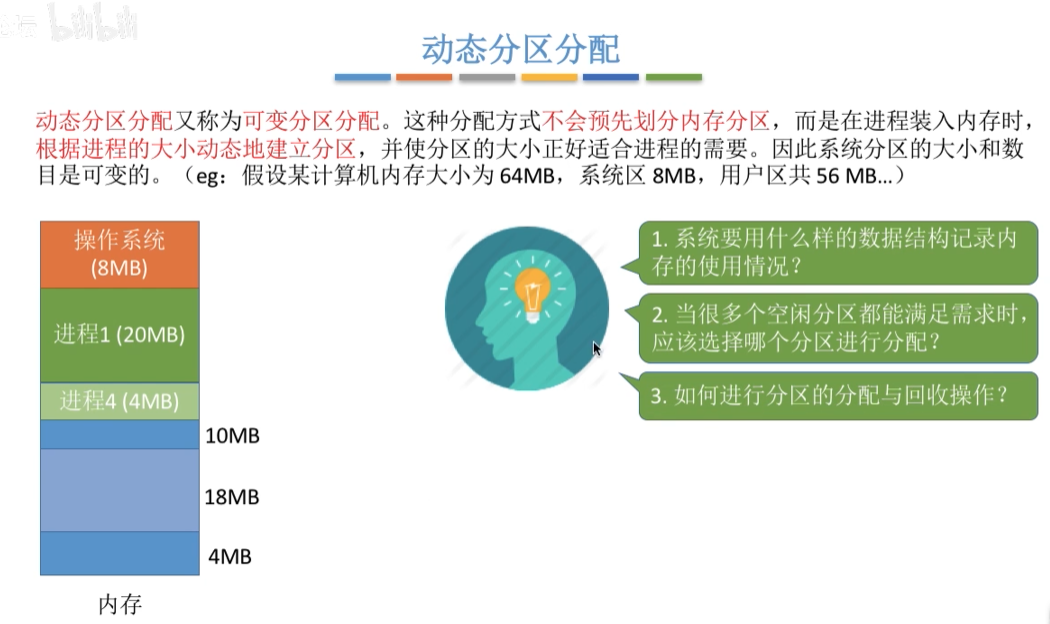 bilibili
动态分区分配
动态分区分配又称为可变分区分配。这种分配方式不会预先划分内存分区，而是在进程装入内存时，
根据进程的大小动态地建立分区，并使分区的大小正好适合进程的需要。因此系统分区的大小和数
目是可变的。（eg：假设某计算机内存大小为 64MB，系统区 8MB，用户区共 56 MB…）
操作系统
(8MB)
进程1 (20MB)
进程4 (4MB)
10MB
18MB
4MB
内存
1. 系统要用什么样的数据结构记录内
存的使用情况？
2. 当很多个空闲分区都能满足需求时，
应该选择哪个分区进行分配？
3. 如何进行分区的分配与回收操作？